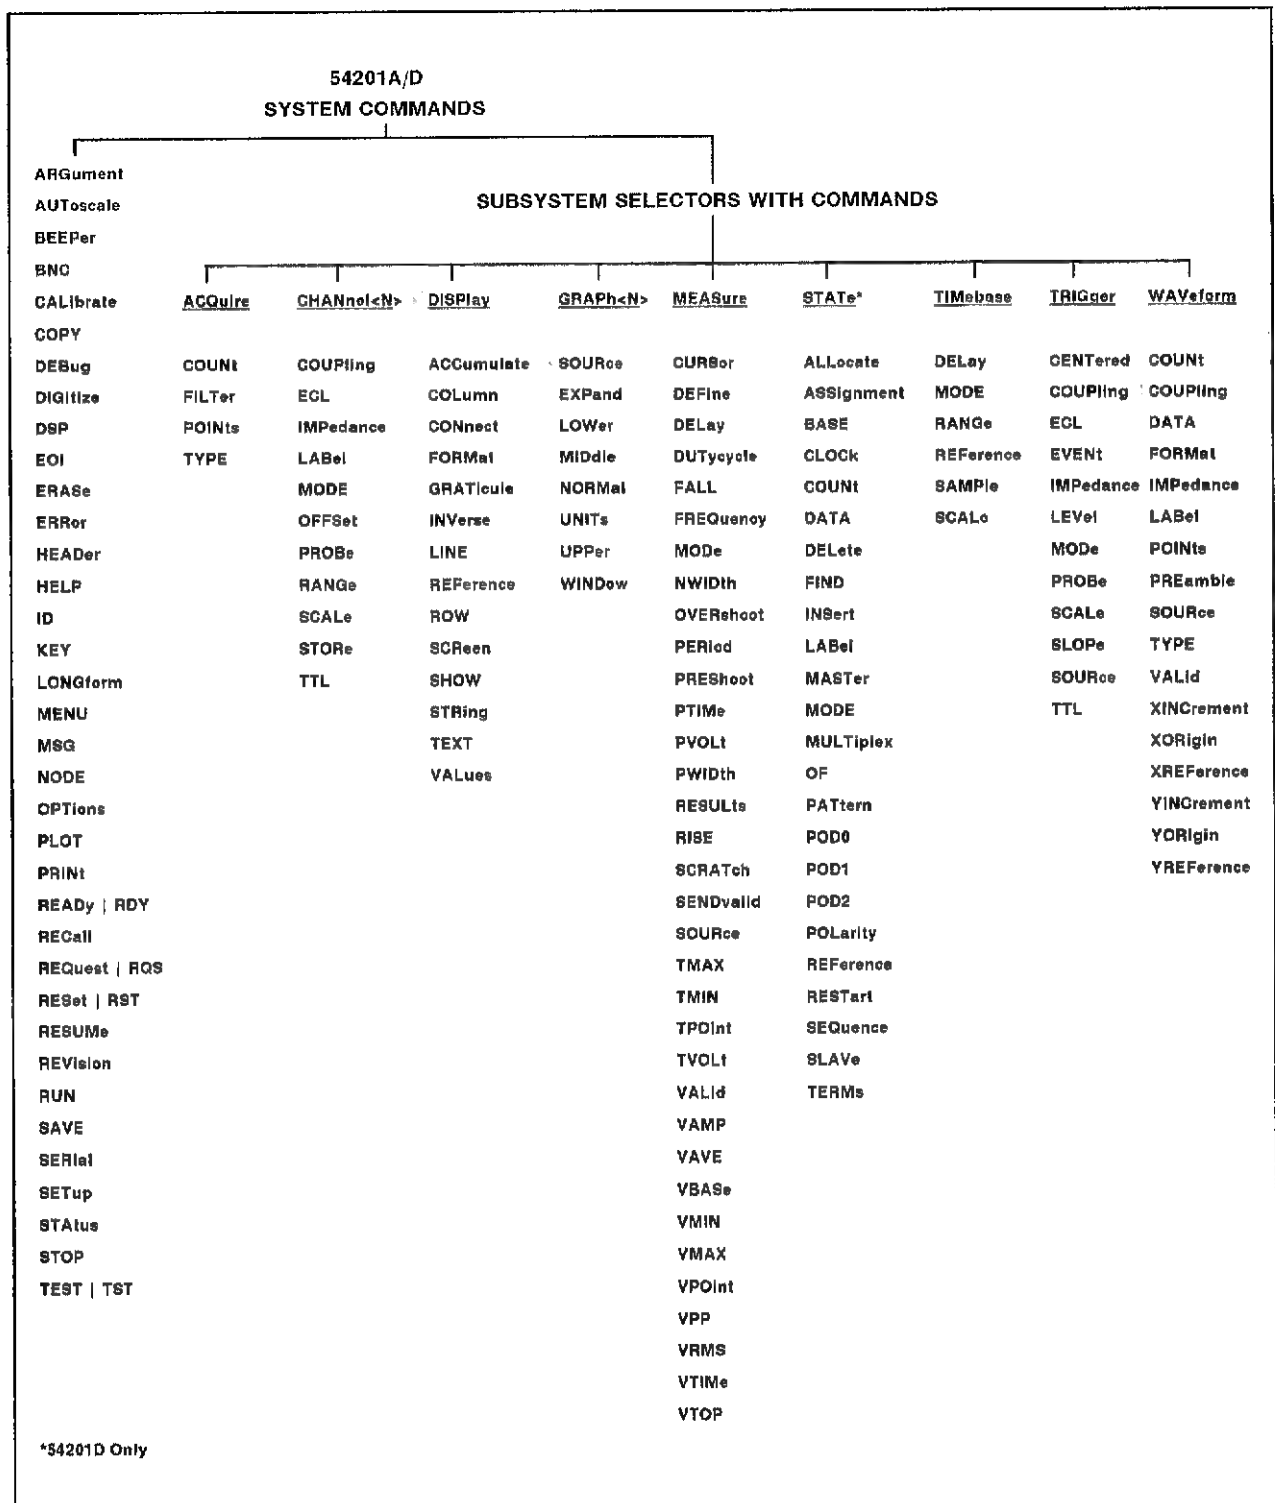 54201A/D
SYSTEM COMMANDS
ARGument
AUToscale
SUBSYSTEM SELECTORS WITH COMMANDS
BEEPer
BNC
CALibrate ACQuire CHANnel<N> DISPlay GRAPh<N> MEASure STATe* TIMebase TRIGger WAVeform
COPY
DEBug COUNt COUPling ACCumulate SOURce CURSor ALLocate DELay CENTered COUNt
DIGitize FILTer ECL COLumn EXPand DEFine ASSignment MODE COUPling COUPling
DSP POINts IMPedance CONnect LOWer DELay BASE RANGe ECL DATA
EOI TYPE LABel FORMat MIDdle DUTycycle CLOCk REFerence EVENt FORMat
ERASe MODE GRATicule NORMal FALL COUNt SAMPle IMPedance IMPedance
ERRor OFFSet INVerse UNITs FREQuency DATA SCALe LEVel LABel
HEADer PROBe LINE UPPer MODe DELete MODe POINts
HELP RANGe REFerence WINDow NWIDth FIND PROBe PREamble
ID SCALe ROW OVERshoot INSert SCALe SOURce
KEY STORe SCReen PERiod LABel SLOPe TYPE
LONGform TTL SHOW PREShoot MASTer SOURce VALid
MENU STRing PTIMe MODE TTL XINCrement
MSG TEXT PVOLt MULTiplex XORigin
NODE VALues PWIDth OF XREFerence
OPTions RESULts PATtern YINCrement
PLOT RISE POD0 YORigin
PRINt SCRATch POD1 YREFerence
READy | RDY SENDvalid POD2
RECall SOURce POLarity
REQuest | RQS TMAX REFerence
RESet | RST TMIN RESTart
RESUMe TPOInt SEQuence
REVision TVOLt SLAVe
RUN VALid TERMs
SAVE VAMP
SERial VAVE
SETup VBASe
STAtus VMIN
STOP VMAX
TEST | TST VPOInt
VPP
VRMS
VTIMe
VTOP
*54201D Only